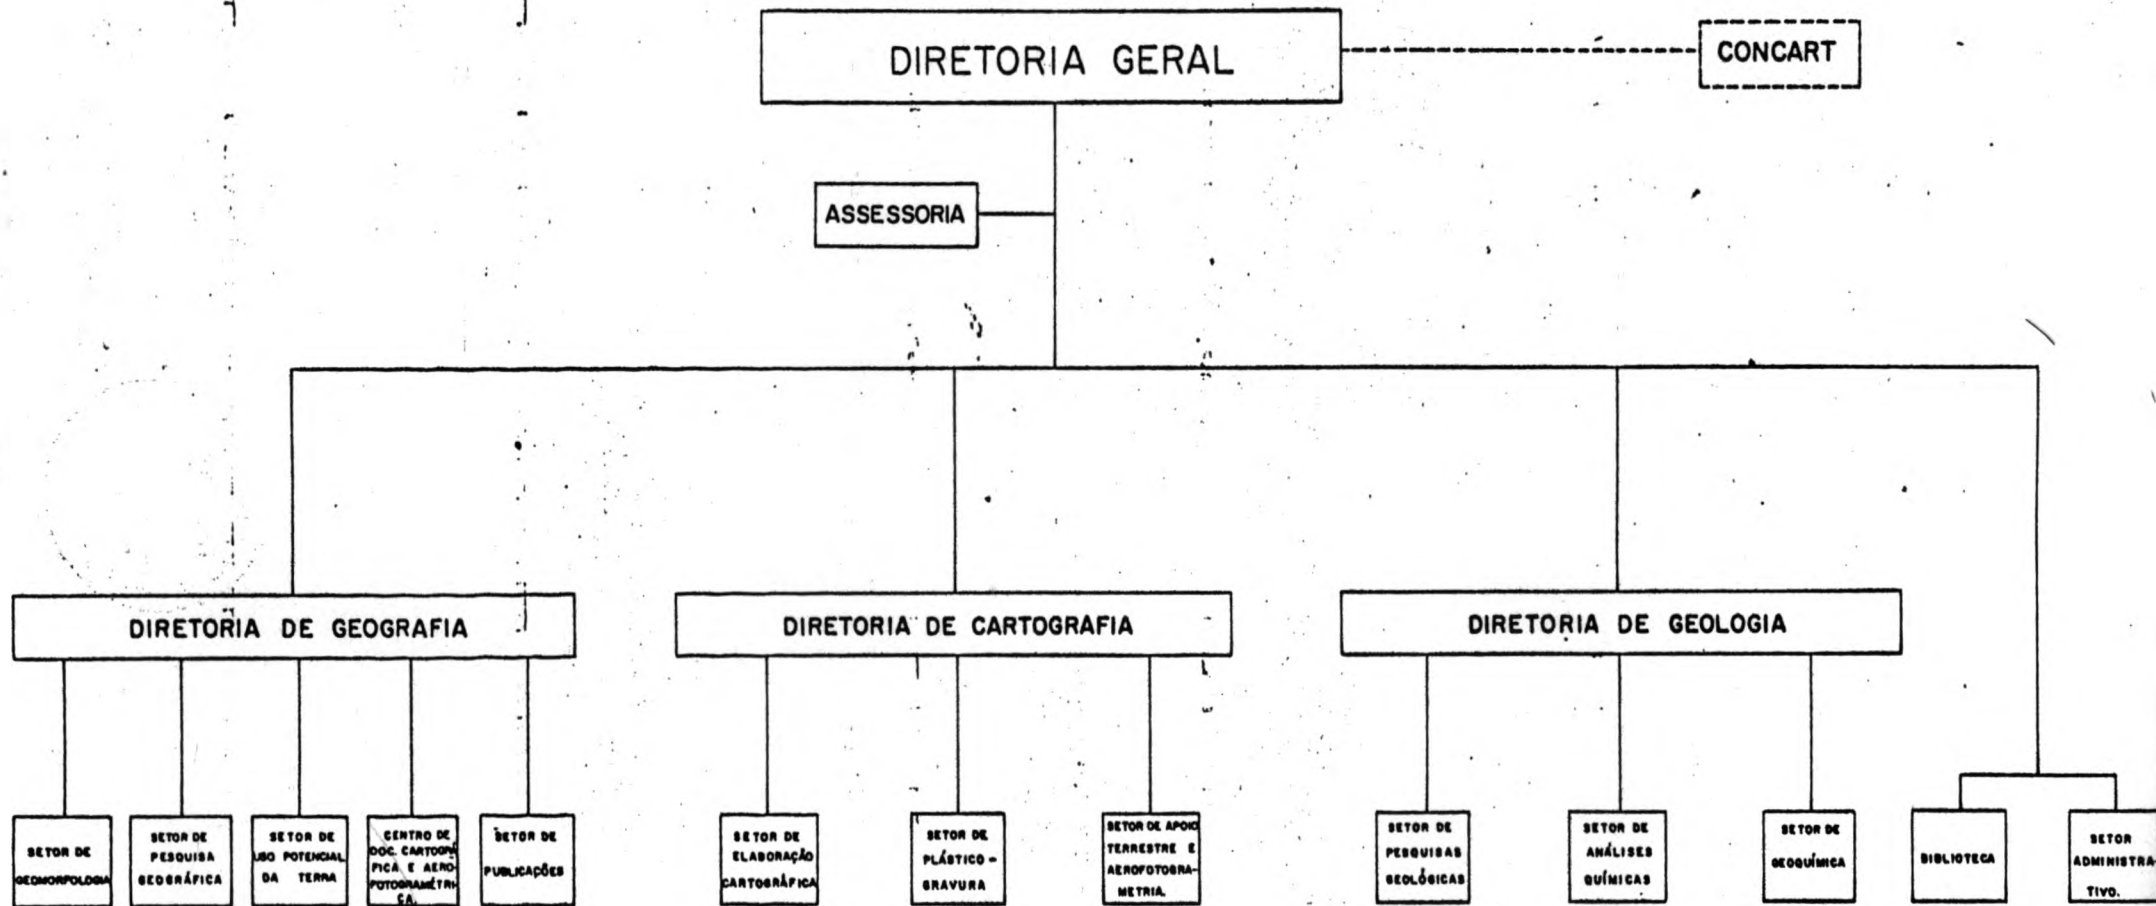 DIRETORIA GERAL
CONCART
ASSESSORIA
DIRETORIA DE GEOGRAFIA
DIRETORIA DE CARTOGRAFIA
DIRETORIA DE GEOLOGIA
SETOR DE
GEOMORFOLOGIA
SETOR DE
PESQUISA
GEOGRÁFICA
SETOR DE
USO POTENCIAL
DA TERRA
CENTRO DE
DOC. CARTOGRÁ
FICA E AERO-
FOTOGRAMÉTRI-
CA.
SETOR DE
PUBLICAÇÕES
SETOR DE
ELABORAÇÃO
CARTOGRÁFICA
SETOR DE
PLÁSTICO-
GRAVURA
SETOR DE APOIO
TERRESTRE E
AEROFOTOGRA-
METRIA.
SETOR DE
PESQUISAS
GEOLÓGICAS
SETOR DE
ANÁLISES
QUÍMICAS
SETOR DE
GEOQUÍMICA
BIBLIOTECA
SETOR
ADMINISTRA-
TIVO.